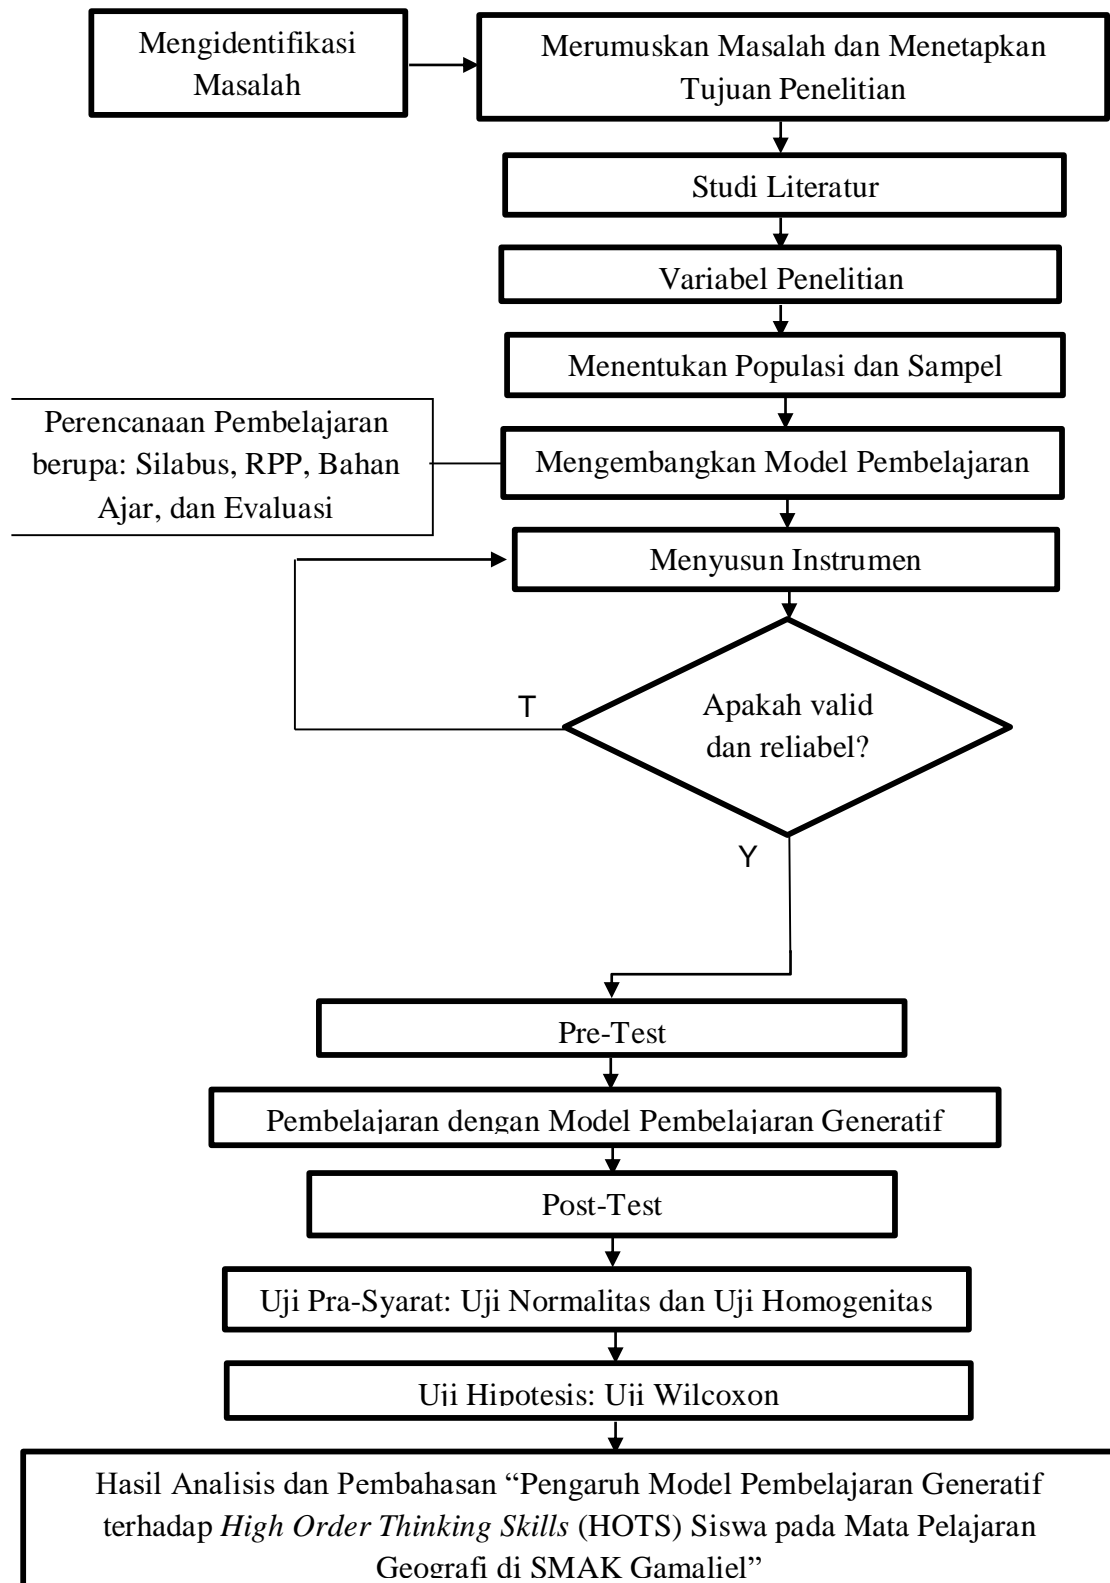 Mengidentifikasi
Masalah
Merumuskan Masalah dan Menetapkan
Tujuan Penelitian
Studi Literatur
Variabel Penelitian
Menentukan Populasi dan Sampel
Perencanaan Pembelajaran
berupa: Silabus, RPP, Bahan
Ajar, dan Evaluasi
Mengembangkan Model Pembelajaran
Menyusun Instrumen
Apakah valid
dan reliabel?
T
Y
Pre-Test
Pembelajaran dengan Model Pembelajaran Generatif
Post-Test
Uji Pra-Syarat: Uji Normalitas dan Uji Homogenitas
Uji Hipotesis: Uji Wilcoxon
Hasil Analisis dan Pembahasan “Pengaruh Model Pembelajaran Generatif
terhadap High Order Thinking Skills (HOTS) Siswa pada Mata Pelajaran
Geografi di SMAK Gamaliel”